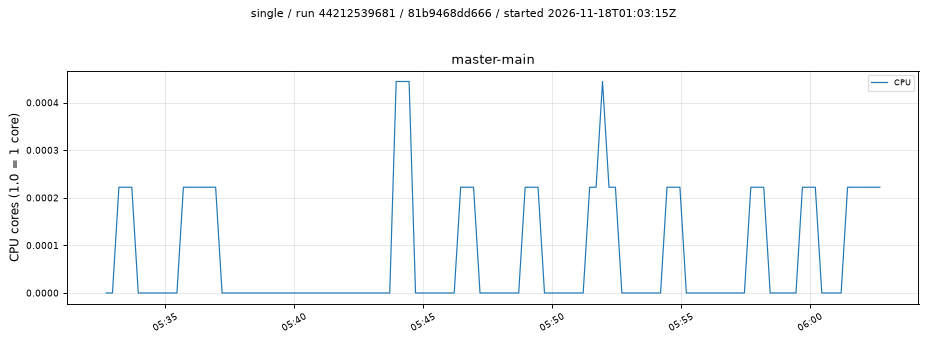 single / run 44212539681 / 81b9468dd666 / started 2026-11-18T01:03:15Z
master-main
CPU
CPU cores (1.0 = 1 core)
0.0004
0.0003
0.0002
0.0001
0.0000
05:35
05:40
05:45
05:50
05:55
06:00